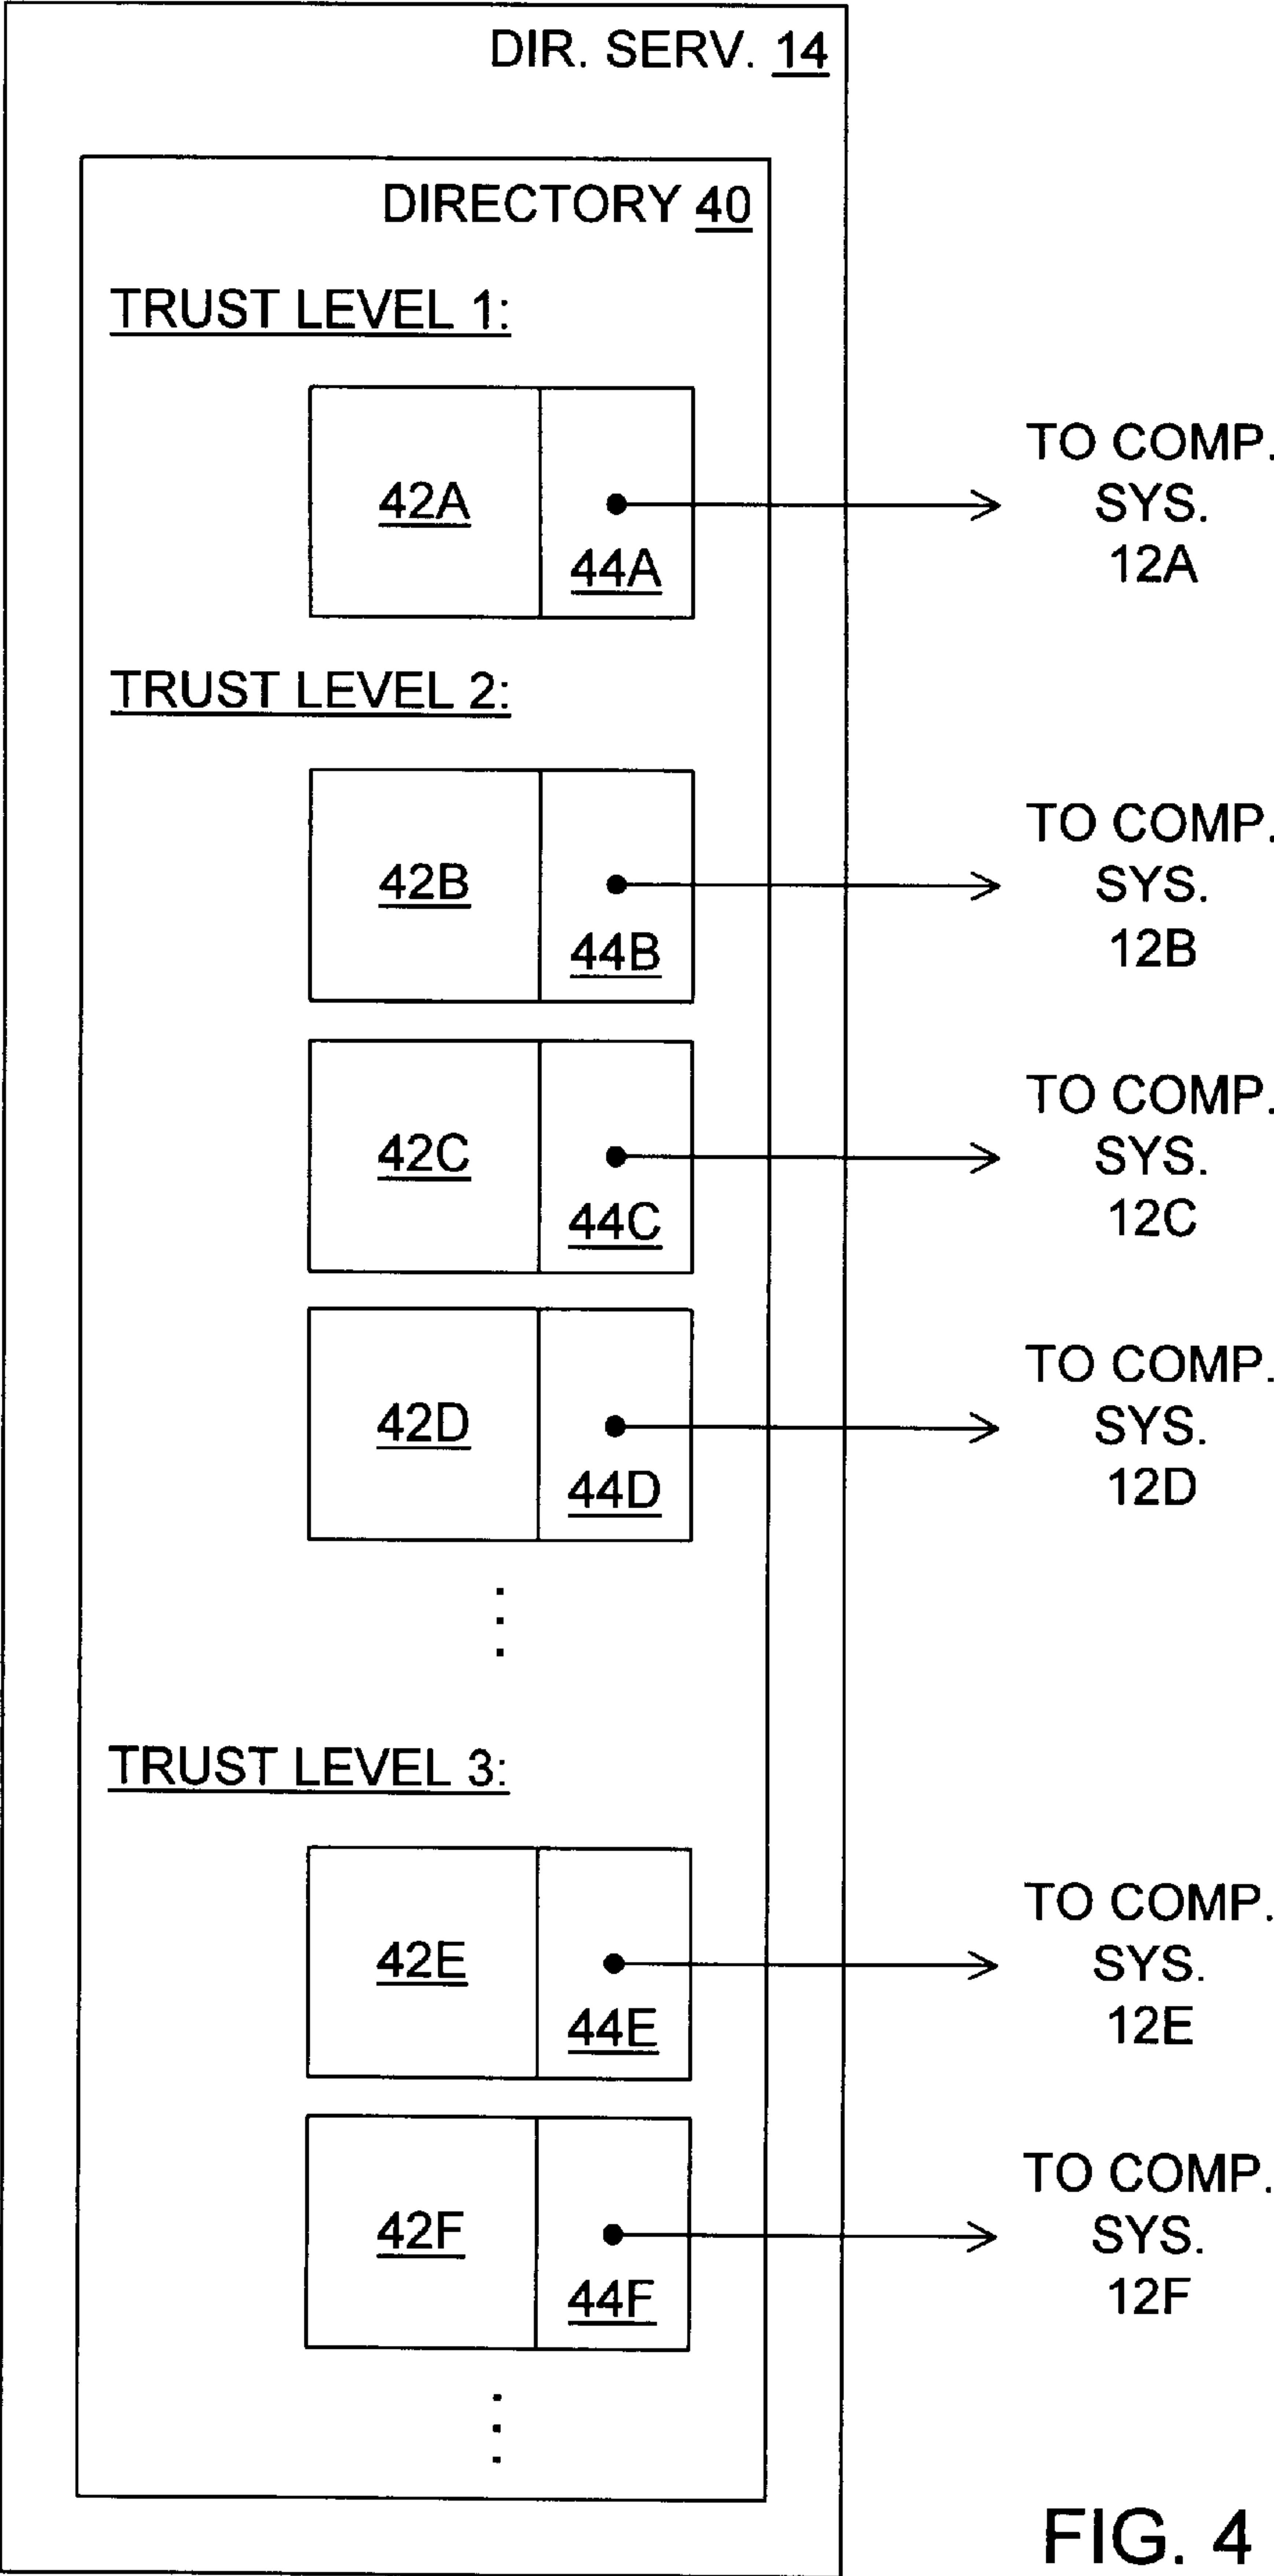 DIR. SERV. 14
DIRECTORY 40
TRUST LEVEL 1:
42A
44A
TO COMP.
SYS.
12A
TRUST LEVEL 2:
42B
44B
TO COMP.
SYS.
12B
42C
44C
TO COMP.
SYS.
12C
42D
44D
TO COMP.
SYS.
12D
TRUST LEVEL 3:
42E
44E
TO COMP.
SYS.
12E
42F
44F
TO COMP.
SYS.
12F
FIG. 4